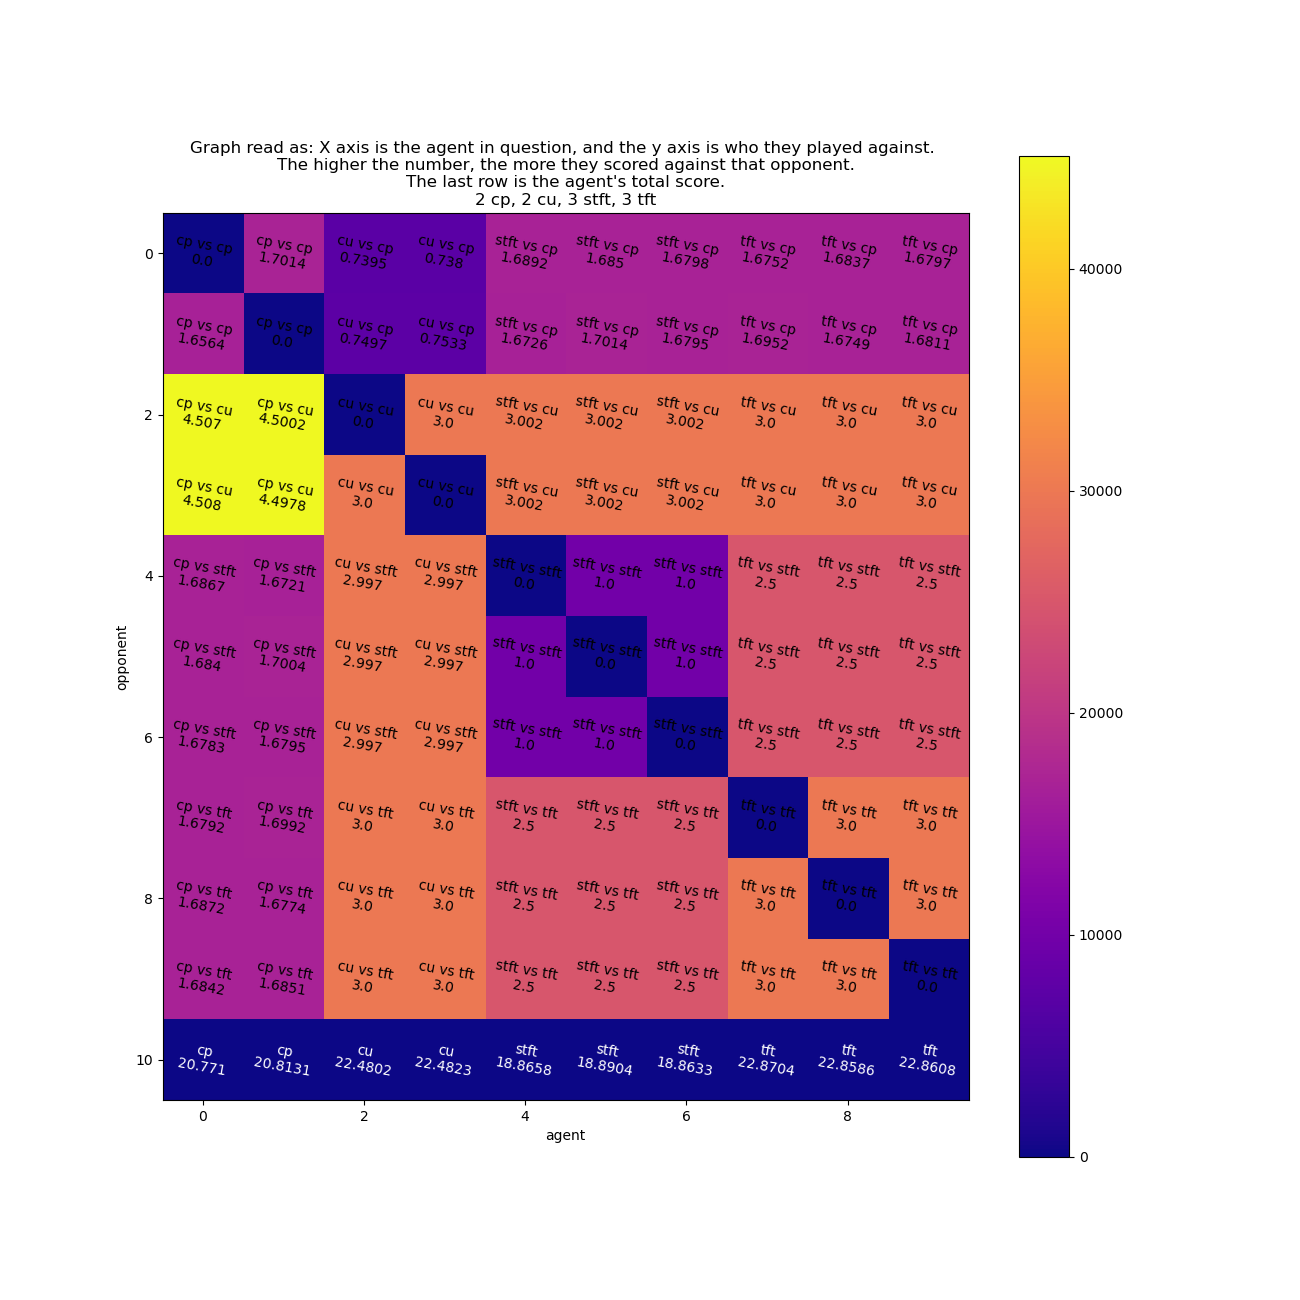 Graph read as: X axis is the agent in question, and the y axis is who they played against.
The higher the number, the more they scored against that opponent.
The last row is the agent's total score.
2 cp, 2 cu, 3 stft, 3 tft
cp vs cp cp vs cp cu vs cp cu vs cp stft vs cp stft vs cp stft vs cp tft vs cp tft vs cp tft vs cp
0 0.0 1.7014 0.7395 0.738 1.6892 1.685 1.6798 1.6752 1.6837 1.6797
cp vs cp cp vs cp cu vs cp cu vs cp stft vs cp stft vs cp stft vs cp tft vs cp tft vs cp tft vs cp
1.6564 0.0 0.7497 0.7533 1.6726 1.7014 1.6795 1.6952 1.6749 1.6811
cp vs cu cp vs cu cu vs cu cu vs cu stft vs cu stft vs cu stft vs cu tft vs cu tft vs cu tft vs cu
2 4.507 4.5002 0.0 3.0 3.002 3.002 3.002 3.0 3.0 3.0
cp vs cu cp vs cu cu vs cu cu vs cu stft vs cu stft vs cu stft vs cu tft vs cu tft vs cu tft vs cu
4.508 4.4978 3.0 0.0 3.002 3.002 3.002 3.0 3.0 3.0
cp vs stft cp vs stft cu vs stft cu vs stft stft vs stft stft vs stft stft vs stft tft vs stft tft vs stft tft vs stft
4 1.6867 1.6721 2.997 2.997 0.0 1.0 1.0 2.5 2.5 2.5
cp vs stft cp vs stft cu vs stft cu vs stft stft vs stft stft vs stft stft vs stft tft vs stft tft vs stft tft vs stft
1.684 1.7004 2.997 2.997 1.0 0.0 1.0 2.5 2.5 2.5
cp vs stft cp vs stft cu vs stft cu vs stft stft vs stft stft vs stft stft vs stft tft vs stft tft vs stft tft vs stft
6 1.6783 1.6795 2.997 2.997 1.0 1.0 0.0 2.5 2.5 2.5
cp vs tft cp vs tft cu vs tft cu vs tft stft vs tft stft vs tft stft vs tft tft vs tft tft vs tft tft vs tft
1.6792 1.6992 3.0 3.0 2.5 2.5 2.5 0.0 3.0 3.0
cp vs tft cp vs tft cu vs tft cu vs tft stft vs tft stft vs tft stft vs tft tft vs tft tft vs tft tft vs tft
8 1.6872 1.6774 3.0 3.0 2.5 2.5 2.5 3.0 0.0 3.0
cp vs tft cp vs tft cu vs tft cu vs tft stft vs tft stft vs tft stft vs tft tft vs tft tft vs tft tft vs tft
1.6842 1.6851 3.0 3.0 2.5 2.5 2.5 3.0 3.0 0.0
cp cp cu cu stft stft stft tft tft tft
10 20.771 20.8131 22.4802 22.4823 18.8658 18.8904 18.8633 22.8704 22.8586 22.8608
0 2 4 6 8
agent
opponent
40000
30000
20000
10000
0